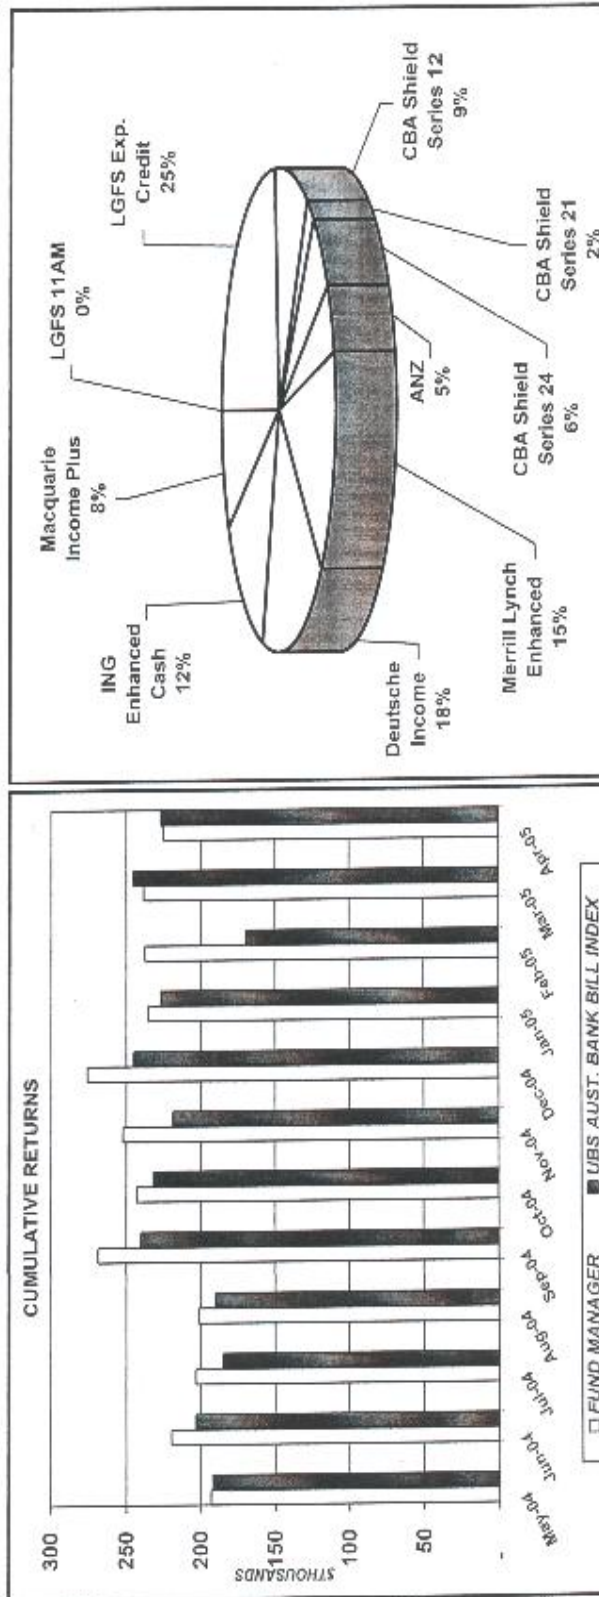 CUMULATIVE RETURNS
300
250
200
150
100
50
-
$THOUSANDS
May-04
Jun-04
Jul-04
Aug-04
Sep-04
Oct-04
Nov-04
Dec-04
Jan-05
Feb-05
Mar-05
Apr-05
FUND MANAGER
UBS AUST. BANK BILL INDEX
Macquarie
Income Plus
8%
LGFS 11AM
0%
LGFS Exp.
Credit
25%
ING
Enhanced
Cash
12%
CBA Shield
Series 12
9%
Deutsche
Income
18%
Merrill Lynch
Enhanced
15%
CBA Shield
Series 24
6%
ANZ
5%
CBA Shield
Series 21
2%